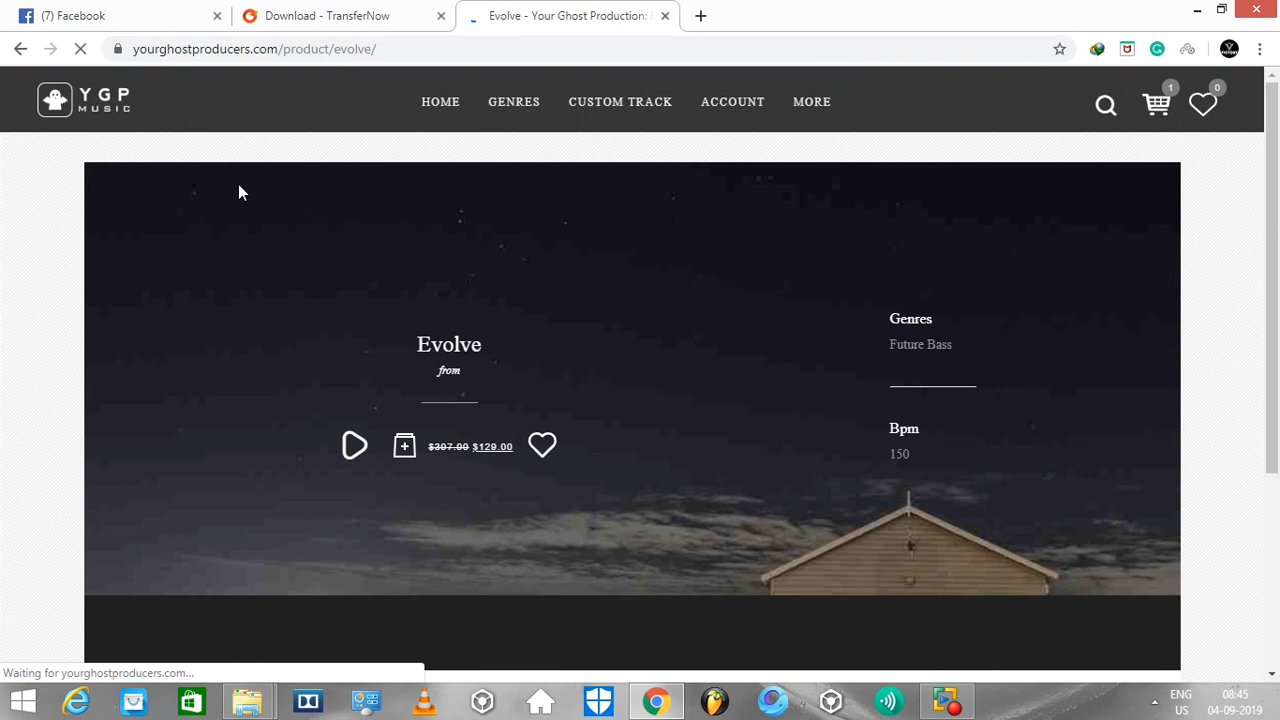 (7) Facebook
Download - TransferNow
Evolve - Your Ghost Production:
yourghostproducers.com/product/evolve/
YGP
MUSIC
HOME
GENRES
CUSTOM TRACK
ACCOUNT
MORE
1
0
Evolve
from
$307.00 $129.00
Genres
Future Bass
Bpm
150
Waiting for yourghostproducers.com...
ENG
US
08:45
04-09-2019